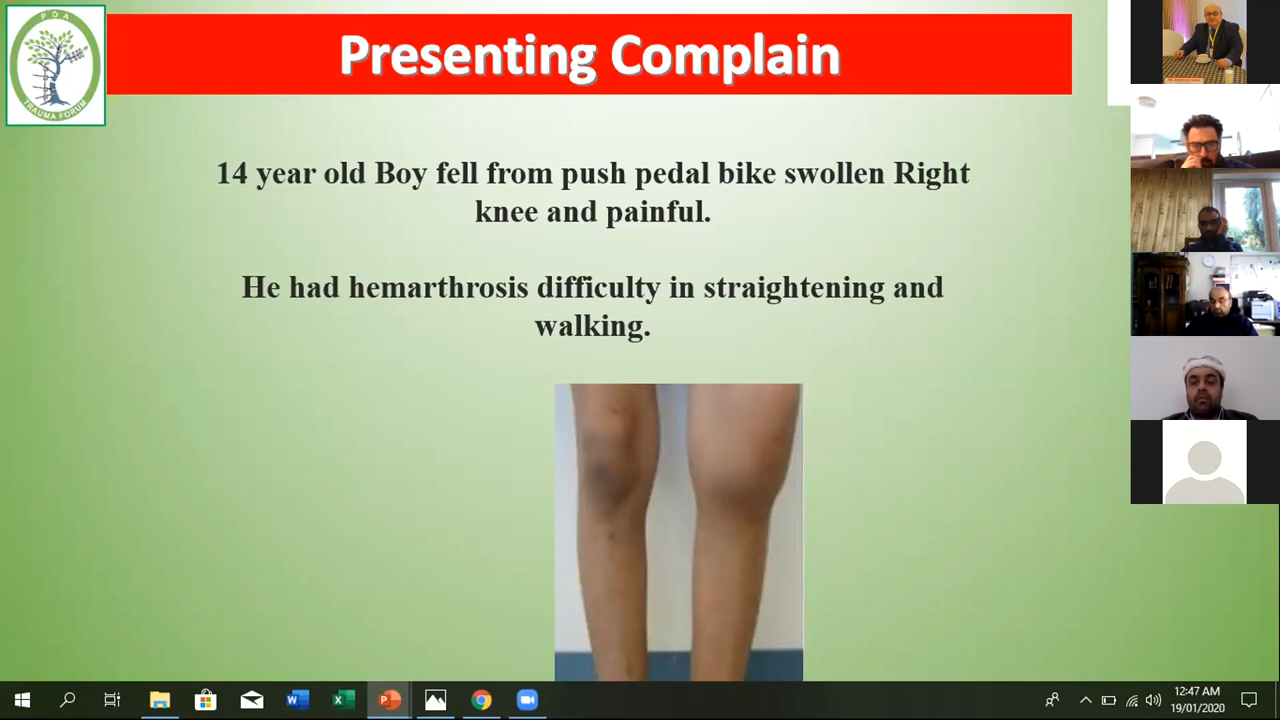 Presenting Complain
POA
TRAUMA FORUM
14 year old Boy fell from push pedal bike swollen Right
knee and painful.
He had hemarthrosis difficulty in straightening and
walking.
12:47 AM
19/01/2020